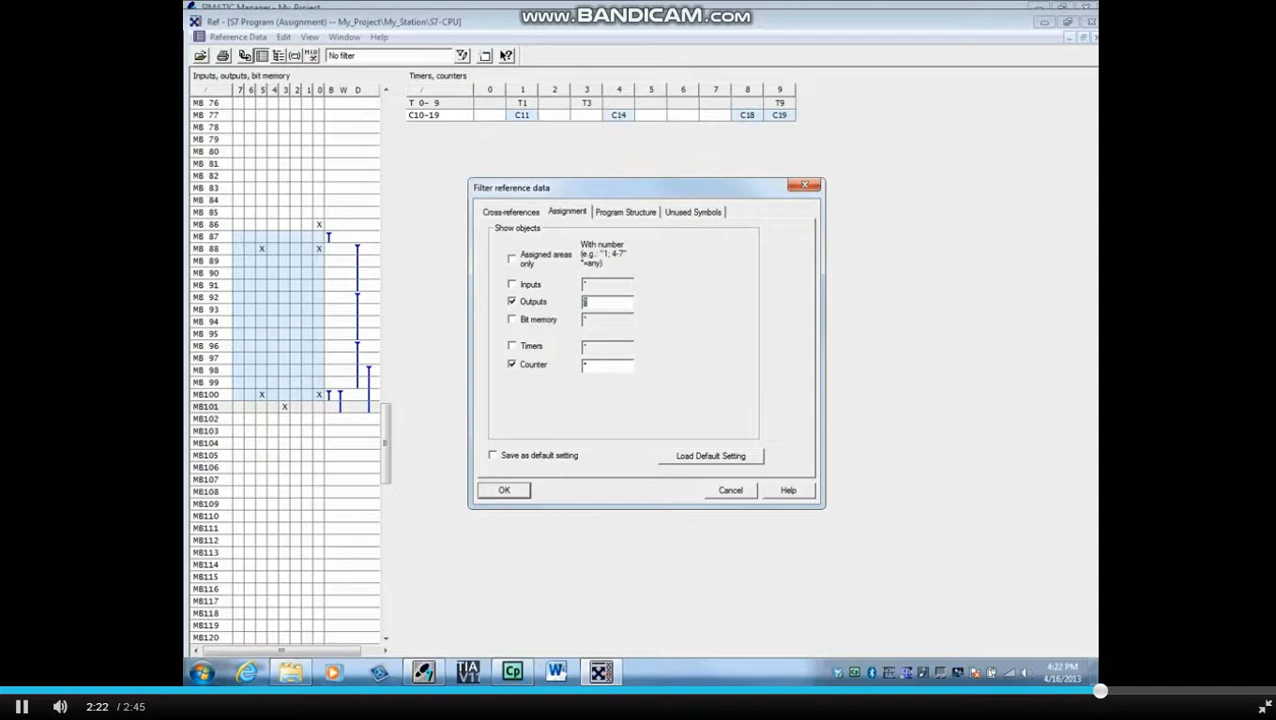 SIMATIC Manager - My_Project
www.BANDICAM.com
Ref - [S7 Program (Assignment) -- My_Project\My_Station\S7-CPU]
Reference Data Edit View Window Help
No filter
Inputs, outputs, bit memory
Timers, counters
/ 7 6 5 4 3 2 1 0 B W D
/ 0 1 2 3 4 5 6 7 8 9
MB 76
T 0- 9 T1 T3 T9
MB 77
C10-19 C11 C14 C18 C19
MB 78
MB 79
MB 80
MB 81
MB 82
MB 83
MB 84
MB 85
MB 86 X
MB 87
MB 88 X X
MB 89
MB 90
MB 91
MB 92
MB 93
MB 94
MB 95
MB 96
MB 97
MB 98
MB 99
MB100 X X
MB101 X
MB102
MB103
MB104
MB105
MB106
MB107
MB108
MB109
MB110
MB111
MB112
MB113
MB114
MB115
MB116
MB117
MB118
MB119
MB120
Filter reference data
Cross-references Assignment Program Structure Unused Symbols
Show objects
Assigned areas only
With number
(e.g.: "1; 4-7"
*=any)
Inputs *
Outputs
Bit memory *
Timers *
Counter *
Save as default setting
Load Default Setting
OK Cancel Help
4:22 PM
4/16/2013
2:22 / 2:45